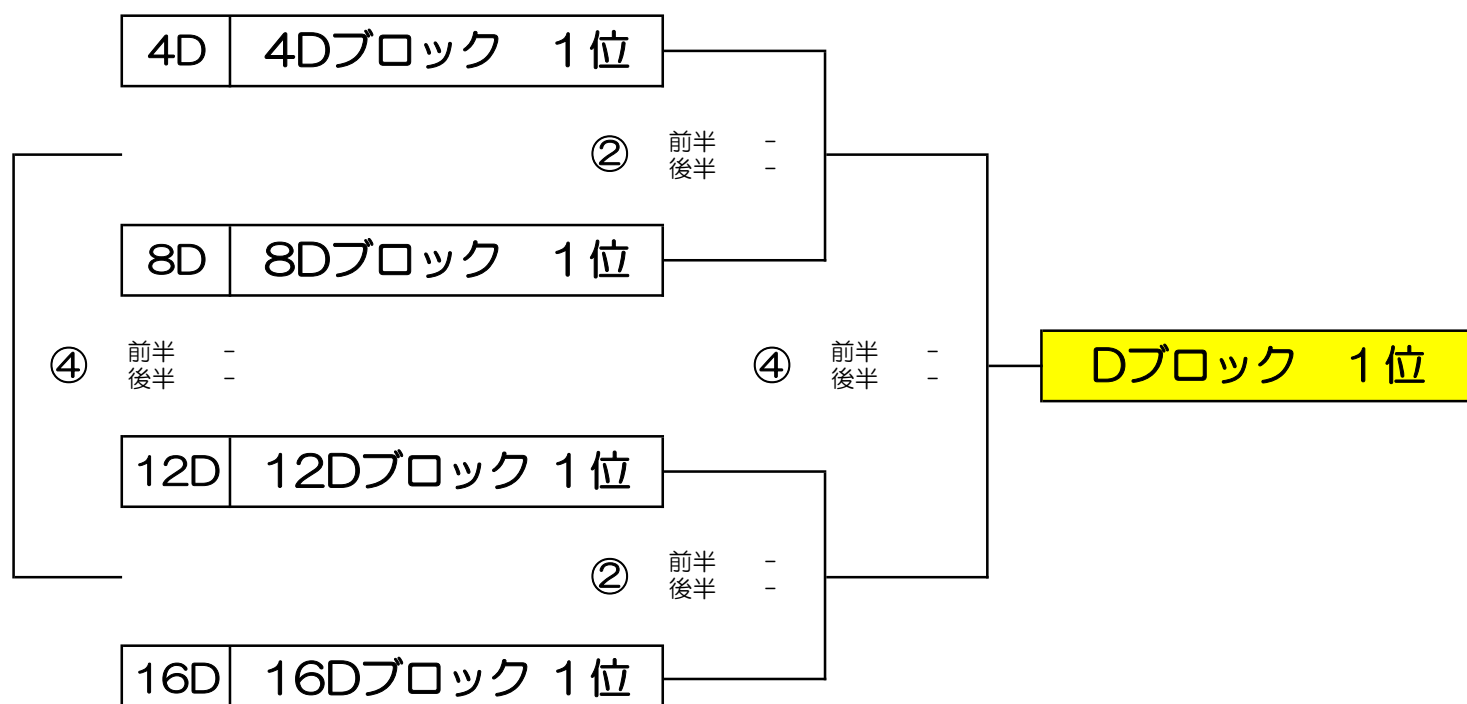 4D 4Dブロック　１位
② 前半 -
後半 -
8D 8Dブロック　１位
④ 前半 -
後半 -
④ 前半 -
後半 -
Dブロック　１位
12D 12Dブロック １位
② 前半 -
後半 -
16D 16Dブロック １位